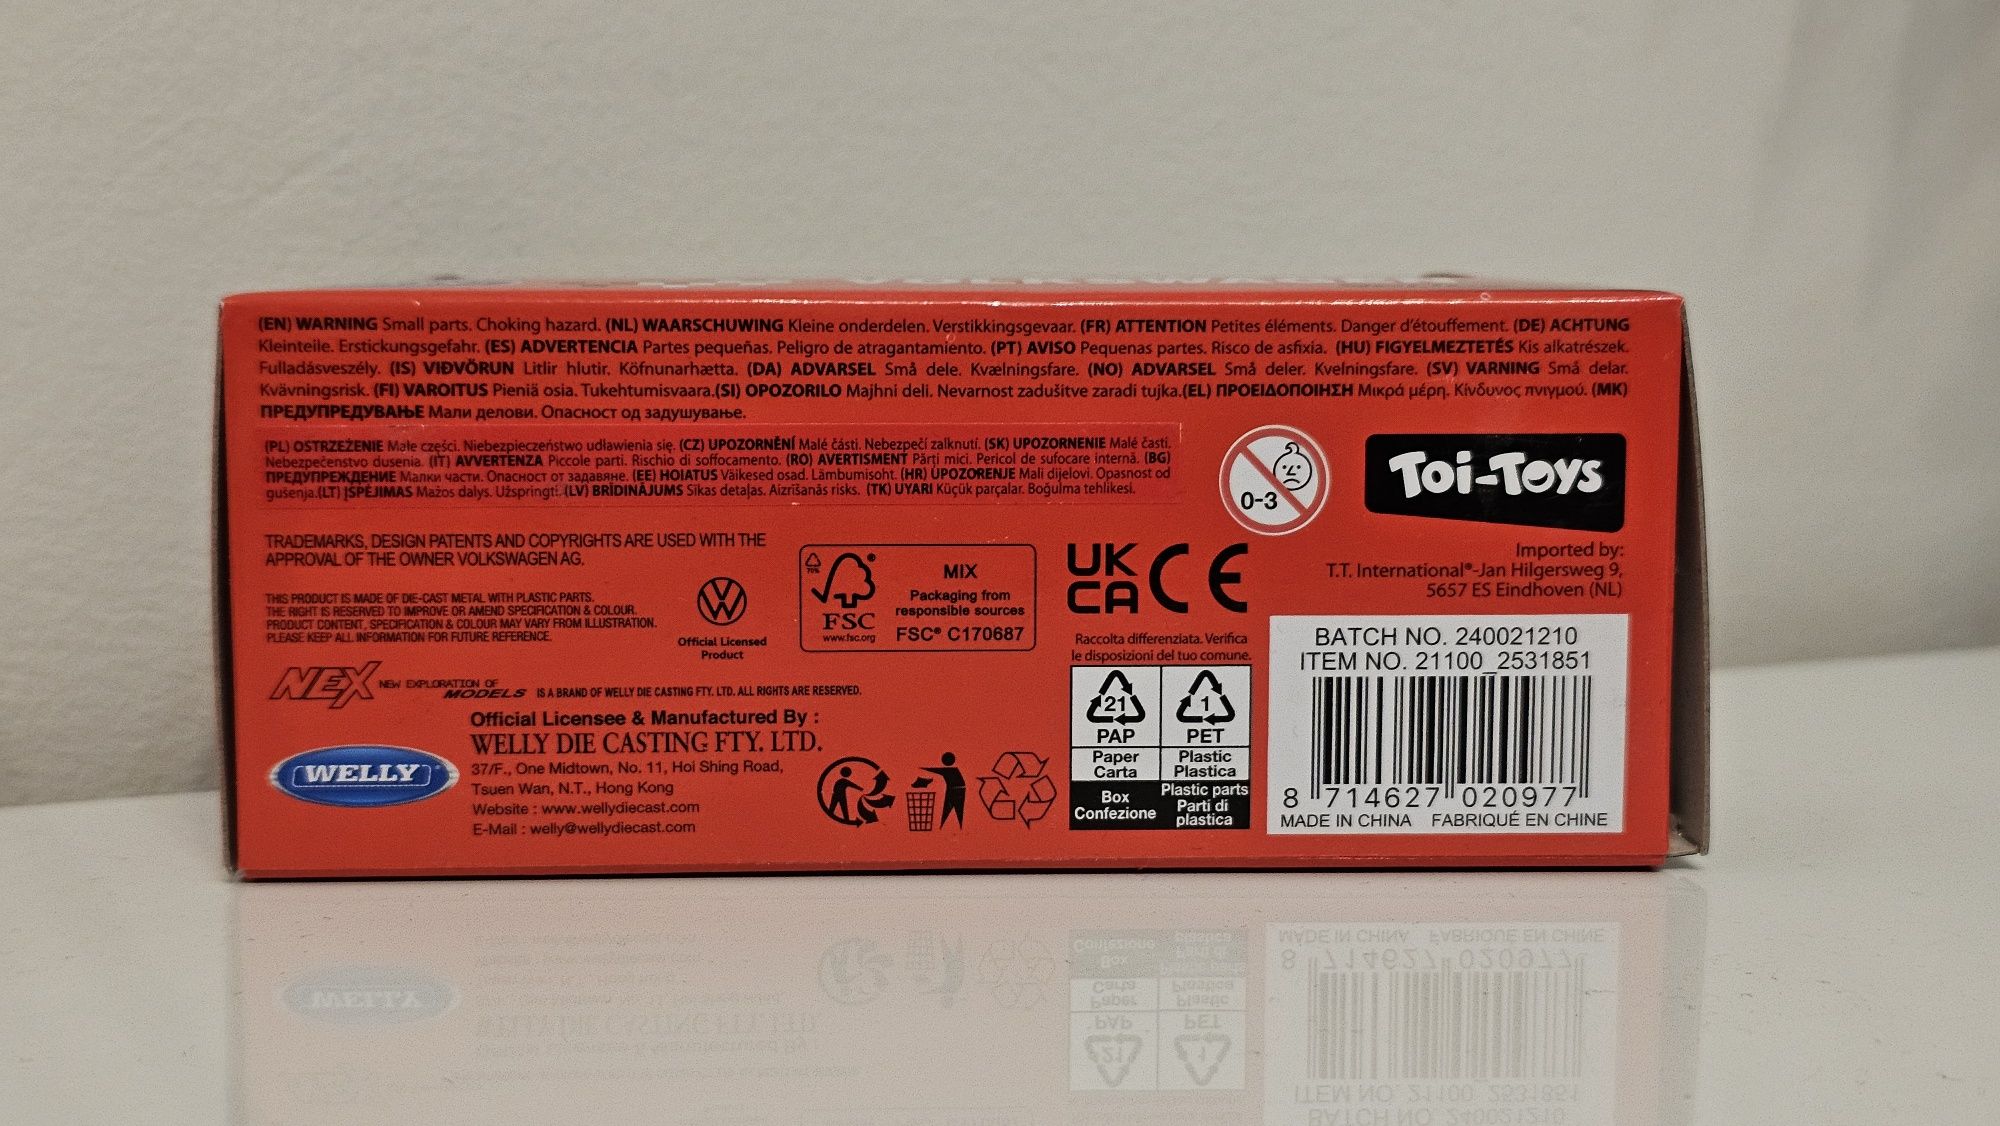 (EN) WARNING Small parts. Choking hazard. (NL) WAARSCHUWING Kleine onderdelen. Verstikkingsgevaar. (FR) ATTENTION Petites éléments. Danger d'étouffement. (DE) ACHTUNG
Kleinteile. Erstickungsgefahr. (ES) ADVERTENCIA Partes pequeñas. Peligro de atragantamiento. (PT) AVISO Pequenas partes. Risco de asfixia. (HU) FIGYELMEZTETÉS Kis alkatrészek.
Fulladásveszély. (IS) VIÐVÖRUN Litlir hlutir. Köfnunarhætta. (DA) ADVARSEL Små dele. Kvælningsfare. (NO) ADVARSEL Små deler. Kvelningsfare. (SV) VARNING Små delar.
Kvävningsrisk. (FI) VAROITUS Pieniä osia. Tukehtumisvaara.(SI) OPOZORILO Majhni deli. Nevarnost zadušitve zaradi tujka.(EL) ΠΡΟΕΙΔΟΠΟΙΗΣΗ Μικρά μέρη. Κίνδυνος πνιγμού. (MK)
ПРЕДУПРЕДУВАЊЕ Мали делови. Опасност од задушување.
(PL) OSTRZEŻENIE Małe części. Niebezpieczeństwo udławienia się. (CZ) UPOZORNĚNÍ Malé části. Nebezpečí zalknutí. (SK) UPOZORNENIE Malé časti.
Nebezpečenstvo dusenia. (IT) AVVERTENZA Piccole parti. Rischio di soffocamento. (RO) AVERTISMENT Părți mici. Pericol de sufocare internă. (BG)
ПРЕДУПРЕЖДЕНИЕ Малки части. Опасност от задавяне. (EE) HOIATUS Väikesed osad. Lämbumisoht. (HR) UPOZORENJE Mali dijelovi. Opasnost od
gušenja.(LT) ĮSPĖJIMAS Mažos dalys. Užspringti.(LV) BRĪDINĀJUMS Sīkas detaļas. Aizrīšanās risks. (TK) UYARI Küçük parçalar. Boğulma tehlikesi.
0-3
Toi-Toys
Imported by:
T.T. International®-Jan Hilgersweg 9,
5657 ES Eindhoven (NL)
TRADEMARKS, DESIGN PATENTS AND COPYRIGHTS ARE USED WITH THE
APPROVAL OF THE OWNER VOLKSWAGEN AG.
THIS PRODUCT IS MADE OF DIE-CAST METAL WITH PLASTIC PARTS.
THE RIGHT IS RESERVED TO IMPROVE OR AMEND SPECIFICATION & COLOUR.
PRODUCT CONTENT, SPECIFICATION & COLOUR MAY VARY FROM ILLUSTRATION.
PLEASE KEEP ALL INFORMATION FOR FUTURE REFERENCE.
Official Licensed
Product
70%
FSC
www.fsc.org
MIX
Packaging from
responsible sources
FSC® C170687
UK
CA CE
Raccolta differenziata. Verifica
le disposizioni del tuo comune.
21
PAP
Paper
Carta
Box
Confezione
1
PET
Plastic
Plastica
Plastic parts
Parti di
plastica
NEX NEW EXPLORATION OF
MODELS IS A BRAND OF WELLY DIE CASTING FTY. LTD. ALL RIGHTS ARE RESERVED.
WELLY
Official Licensee & Manufactured By :
WELLY DIE CASTING FTY. LTD.
37/F., One Midtown, No. 11, Hoi Shing Road,
Tsuen Wan, N.T., Hong Kong
Website : www.wellydiecast.com
E-Mail : welly@wellydiecast.com
BATCH NO. 240021210
ITEM NO. 21100_2531851
8 714627 020977
MADE IN CHINA FABRIQUÉ EN CHINE